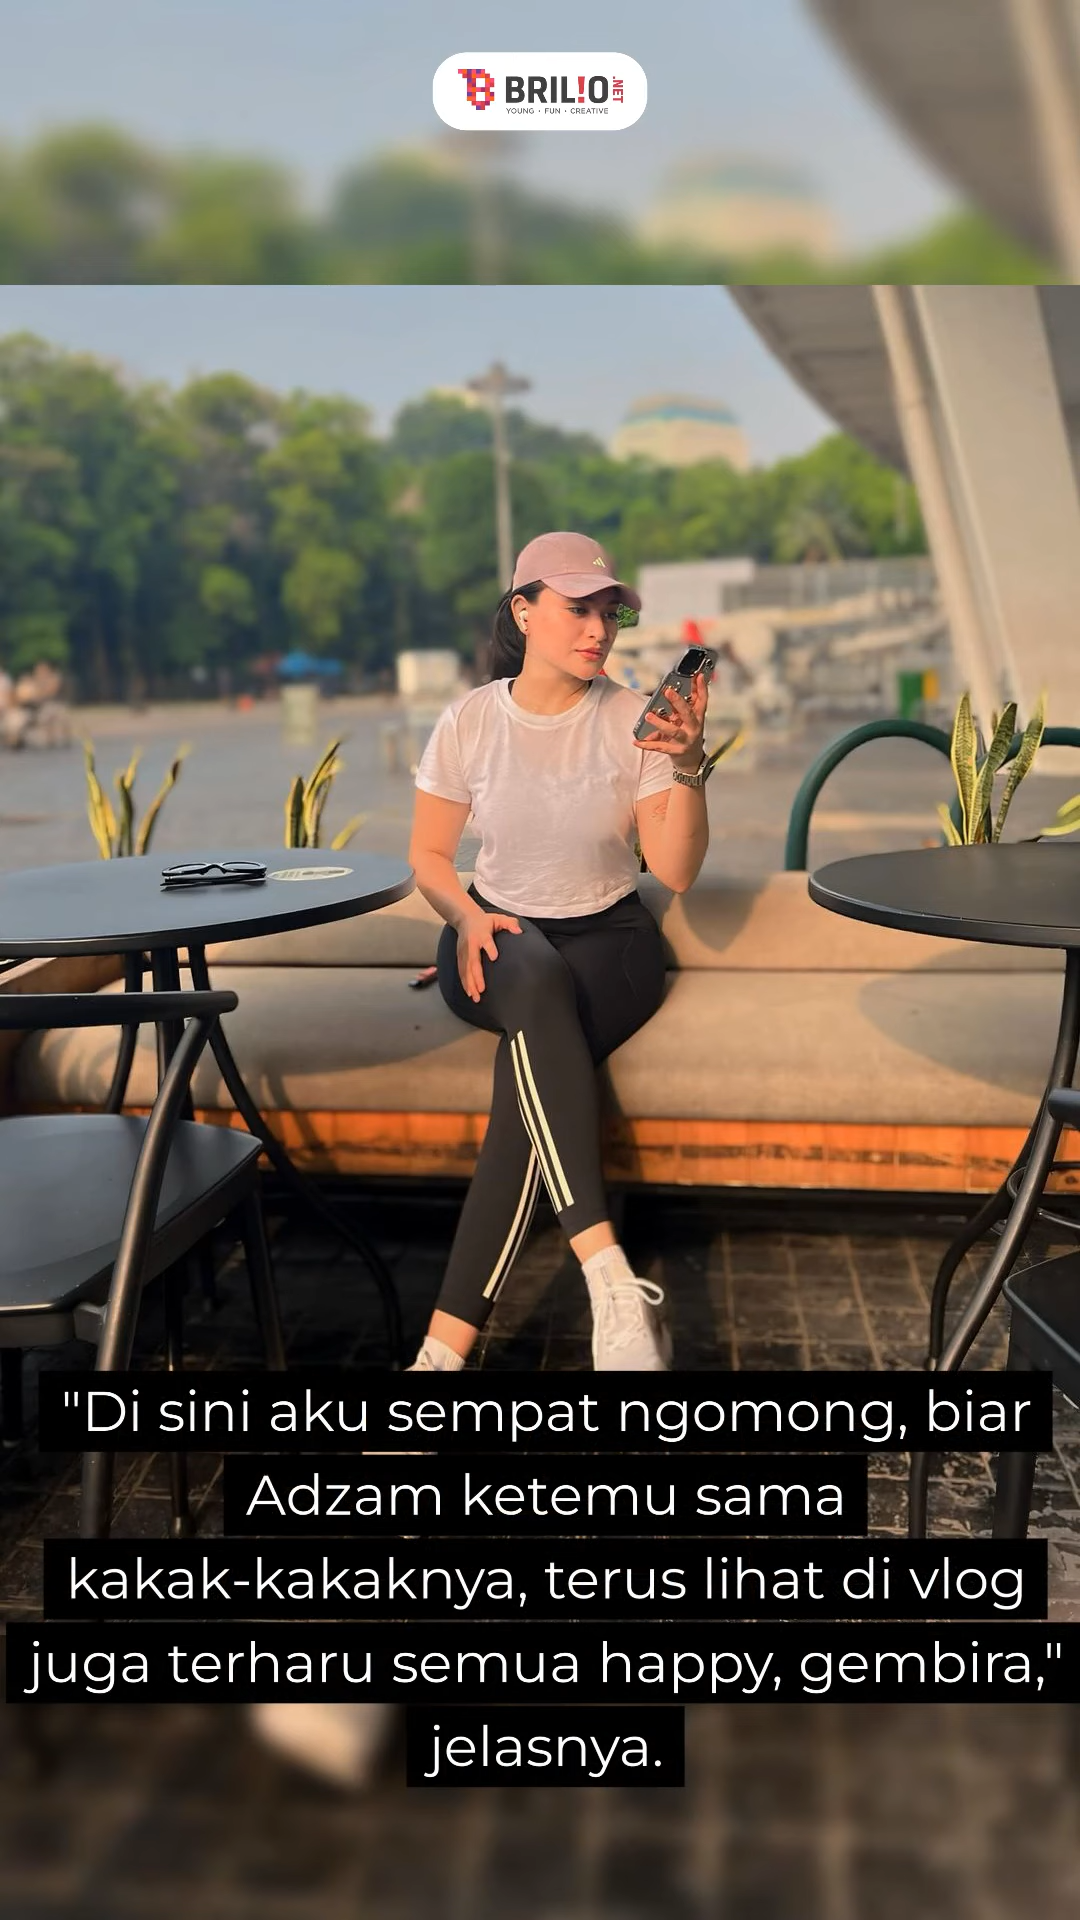 BRIL!O.NET
YOUNG • FUN • CREATIVE
"Di sini aku sempat ngomong, biar
Adzam ketemu sama
kakak-kakaknya, terus lihat di vlog
juga terharu semua happy, gembira,"
jelasnya.